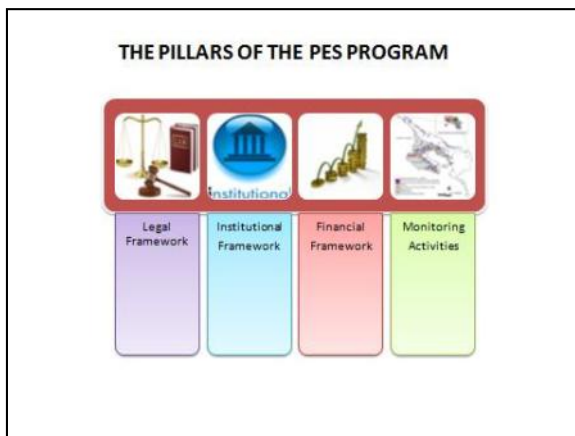 THE PILLARS OF THE PES PROGRAM
institutional
Legal
Framework
Institutional
Framework
Financial
Framework
Monitoring
Activities